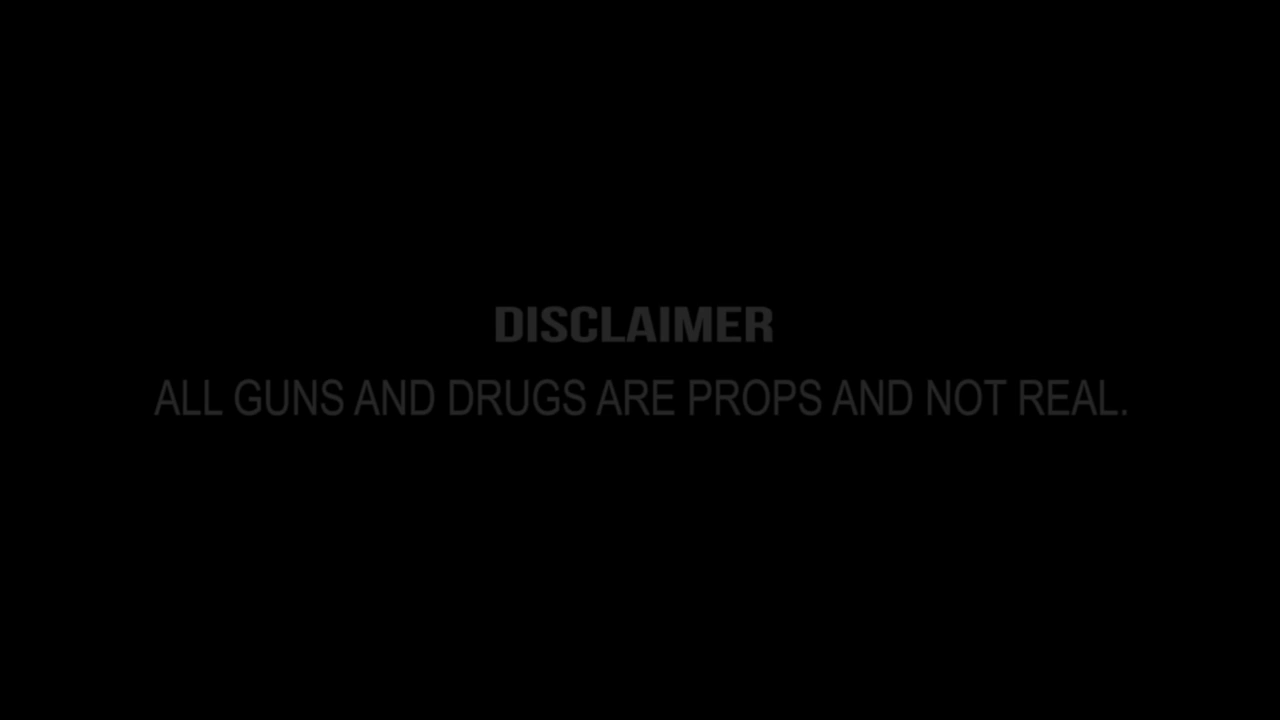 DISCLAIMER
ALL GUNS AND DRUGS ARE PROPS AND NOT REAL.